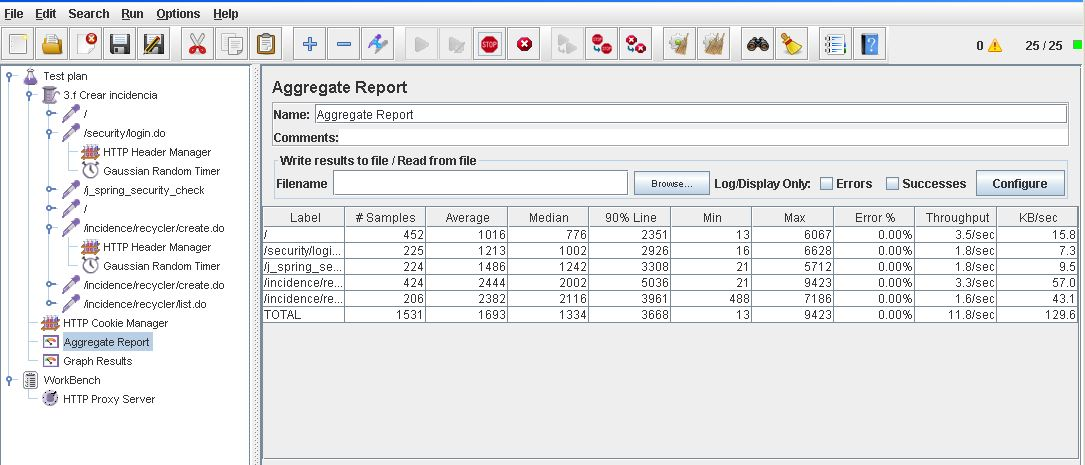 File Edit Search Run Options Help
STOP STOP STOP
0 25 / 25
Test plan
3.f Crear incidencia
/
/security/login.do
HTTP Header Manager
Gaussian Random Timer
/j_spring_security_check
/
/incidence/recycler/create.do
HTTP Header Manager
Gaussian Random Timer
/incidence/recycler/create.do
/incidence/recycler/list.do
HTTP Cookie Manager
Aggregate Report
Graph Results
WorkBench
HTTP Proxy Server
Aggregate Report
Name: Aggregate Report
Comments:
Write results to file / Read from file
Filename Browse... Log/Display Only: Errors Successes Configure
Label # Samples Average Median 90% Line Min Max Error % Throughput KB/sec
/ 452 1016 776 2351 13 6067 0.00% 3.5/sec 15.8
/security/logi... 225 1213 1002 2926 16 6628 0.00% 1.8/sec 7.3
/j_spring_se... 224 1486 1242 3308 21 5712 0.00% 1.8/sec 9.5
/incidence/re... 424 2444 2002 5036 21 9423 0.00% 3.3/sec 57.0
/incidence/re... 206 2382 2116 3961 488 7186 0.00% 1.6/sec 43.1
TOTAL 1531 1693 1334 3668 13 9423 0.00% 11.8/sec 129.6